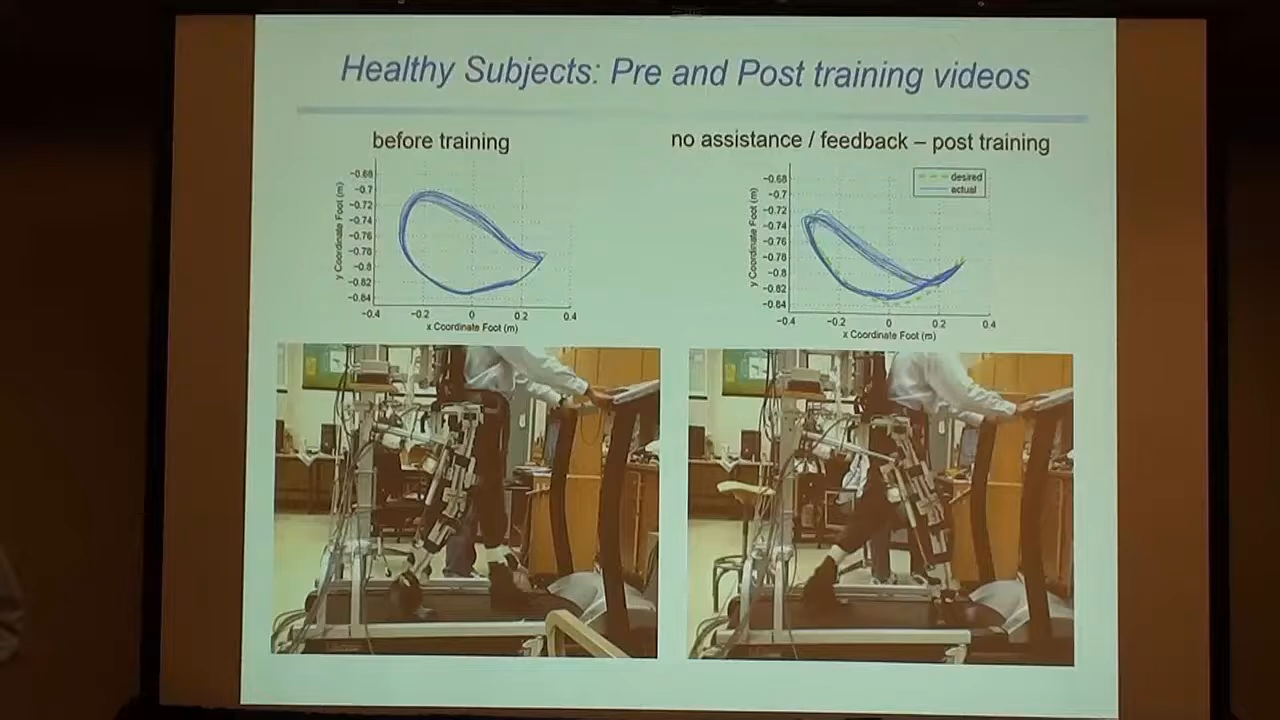 Healthy Subjects: Pre and Post training videos
before training
no assistance / feedback – post training
−0.68
−0.7
−0.72
−0.74
−0.76
−0.78
−0.8
−0.82
−0.84
y Coordinate Foot (m)
−0.4 −0.2 0 0.2 0.4
x Coordinate Foot (m)
desired
actual
−0.68
−0.7
−0.72
−0.74
−0.76
−0.78
−0.8
−0.82
−0.84
y Coordinate Foot (m)
−0.4 −0.2 0 0.2 0.4
x Coordinate Foot (m)